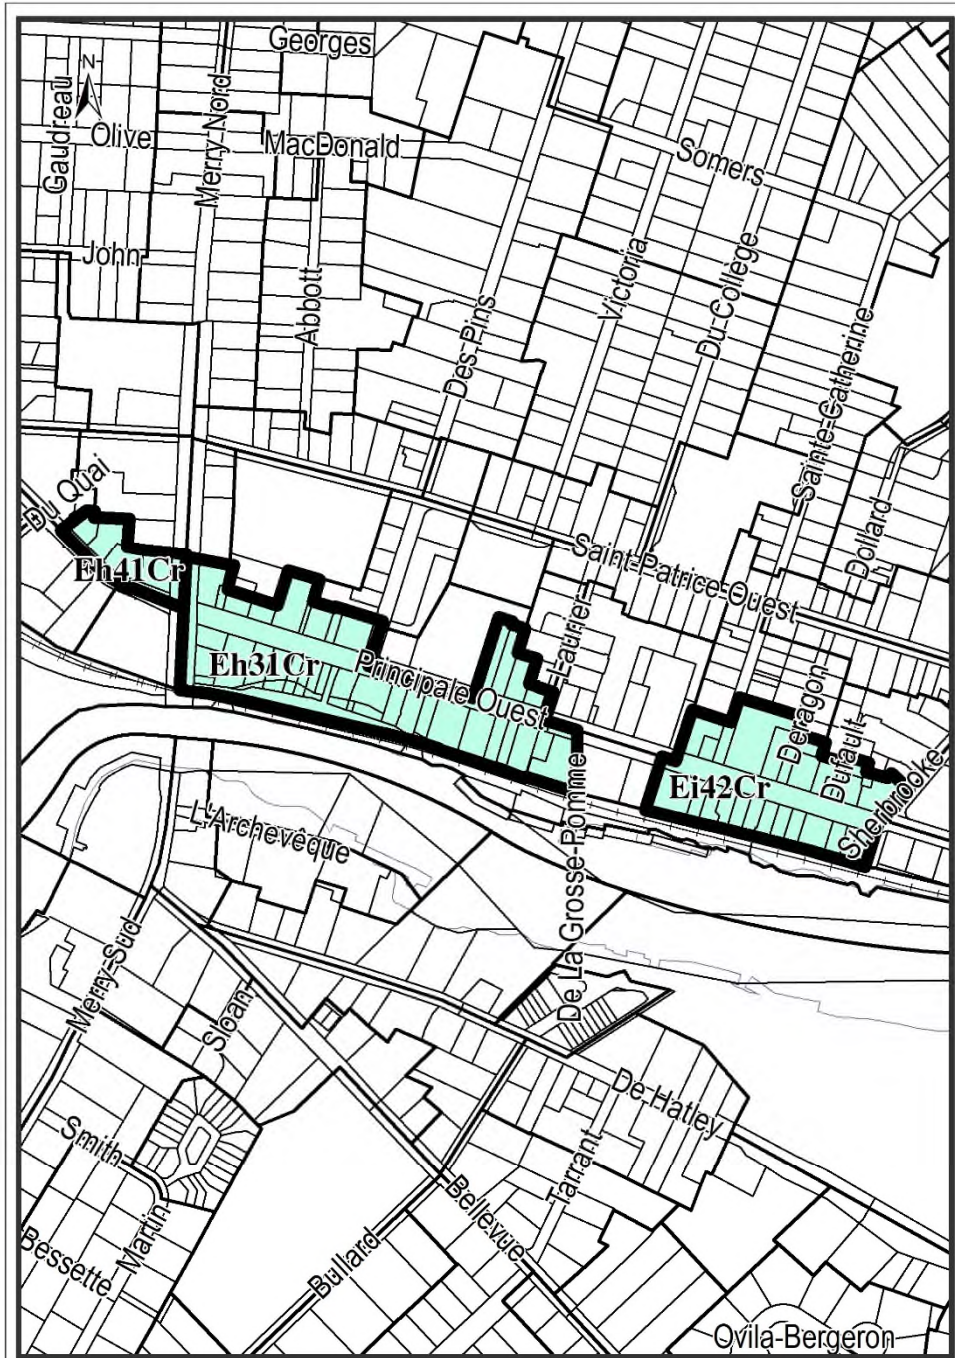 Georges
N
Gaudreau
Olive
Merry-Nord
MacDonald
Somers
John
Abbott
Des Pins
Victoria
Du Collège
Sainte-Catherine
Du Quai
Dollard
Saint-Patrice Ouest
Eh41Cr
Eh31Cr
Principale Ouest
Laurier
Ei42Cr
Deragon
Dufault
Sherbrooke
L'Archevêque
De La Grosse-Pomme
Merry-Sud
Sloan
De Hatley
Smith
Tarrant
Martin
Bellevue
Bessette
Bullard
Ovila-Bergeron